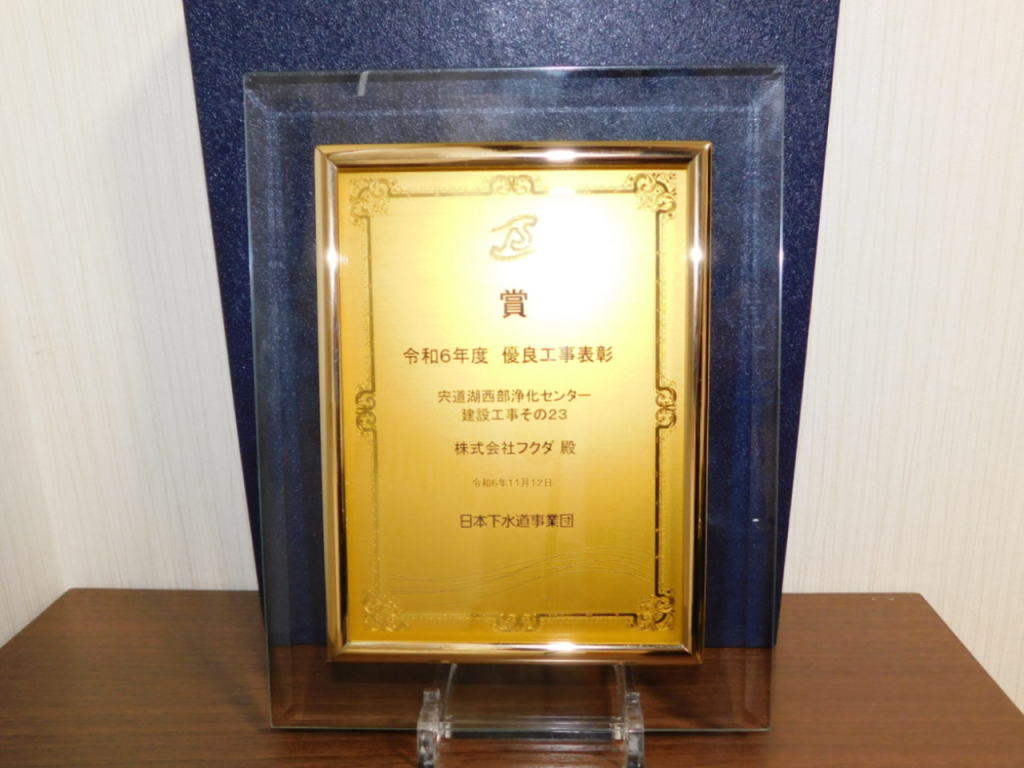 賞
令和6年度 優良工事表彰
宍道湖西部浄化センター
建設工事その23
株式会社フクダ 殿
令和6年11月12日
日本下水道事業団